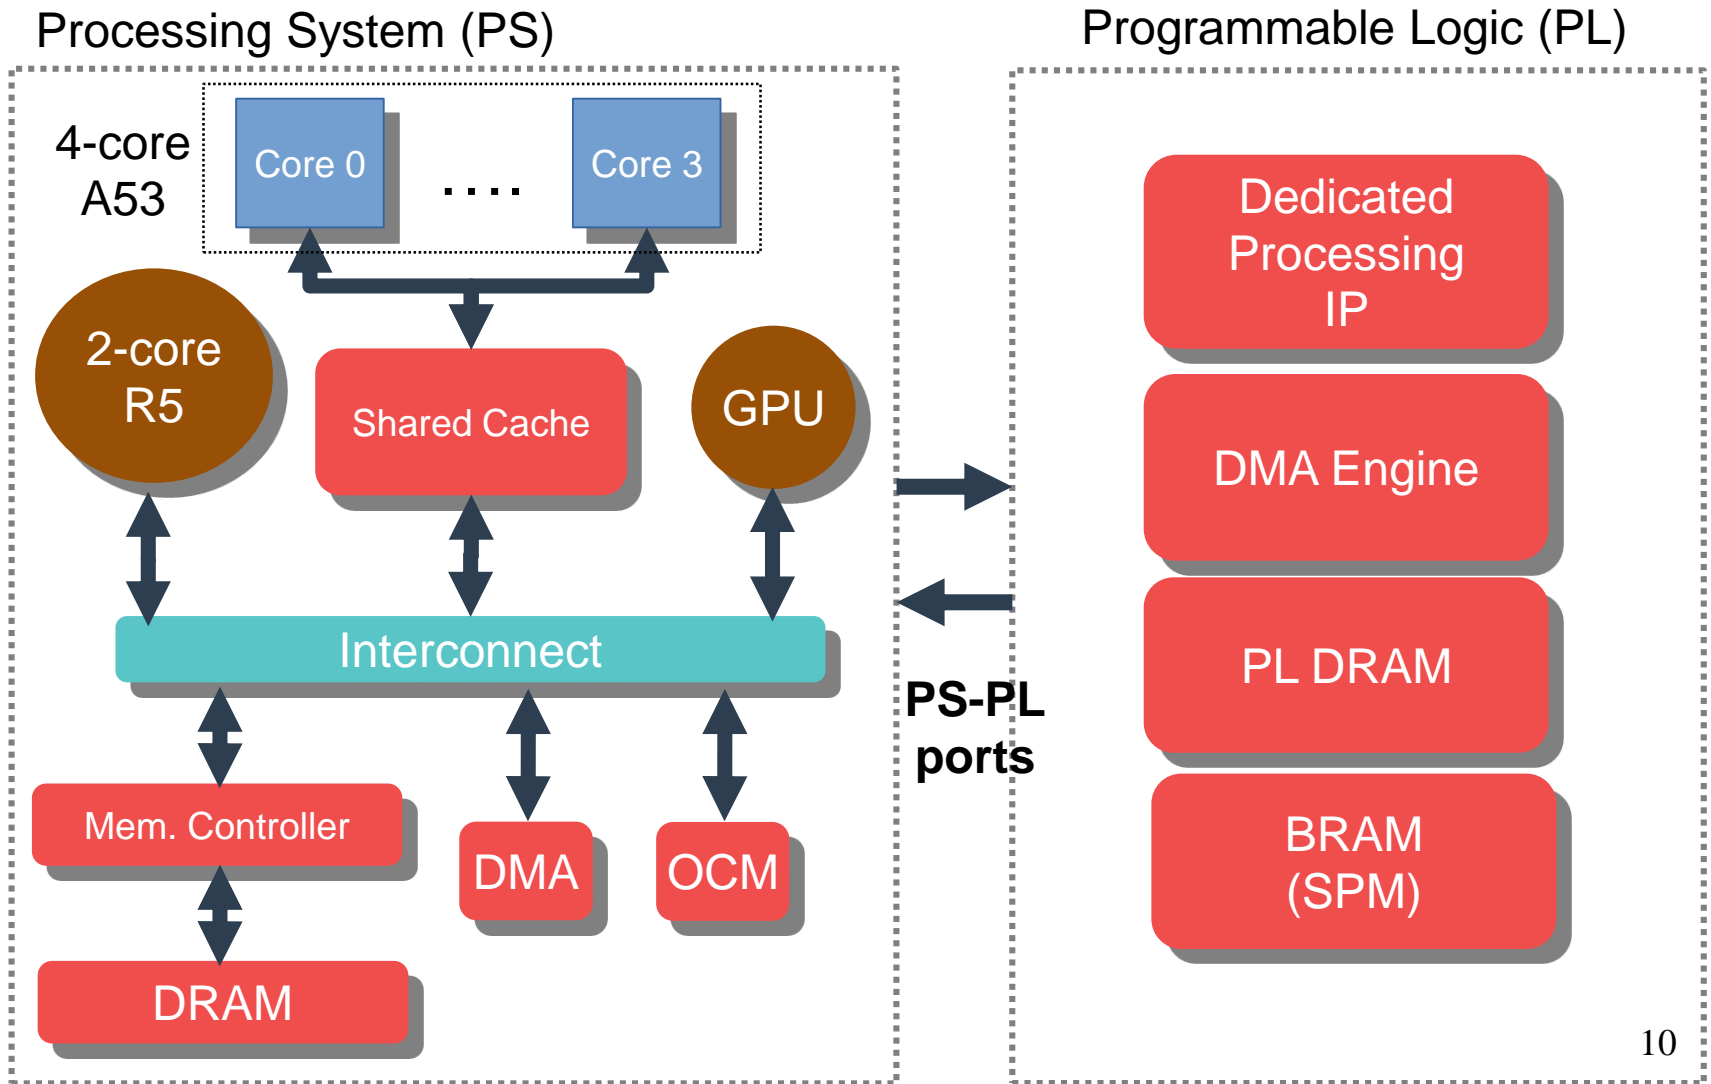 Processing System (PS)
Programmable Logic (PL)
4-core
A53
Core 0
....
Core 3
2-core
R5
Shared Cache
GPU
Interconnect
Mem. Controller
DMA
OCM
DRAM
PS-PL
ports
Dedicated
Processing
IP
DMA Engine
PL DRAM
BRAM
(SPM)
10